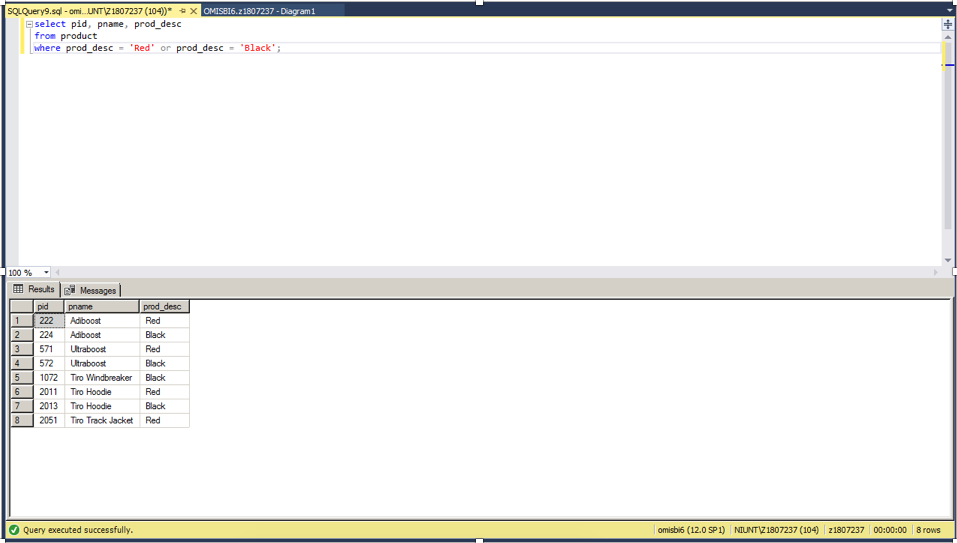 SQLQuery9.sql - omi...UNT\Z1807237 (104))* OMISBI6.z1807237 - Diagram1
select pid, pname, prod_desc
from product
where prod_desc = 'Red' or prod_desc = 'Black';
100 %
Results Messages
pid pname prod_desc
1 222 Adiboost Red
2 224 Adiboost Black
3 571 Ultraboost Red
4 572 Ultraboost Black
5 1072 Tiro Windbreaker Black
6 2011 Tiro Hoodie Red
7 2013 Tiro Hoodie Black
8 2051 Tiro Track Jacket Red
Query executed successfully. omisbi6 (12.0 SP1) NIUNT\Z1807237 (104) z1807237 00:00:00 8 rows